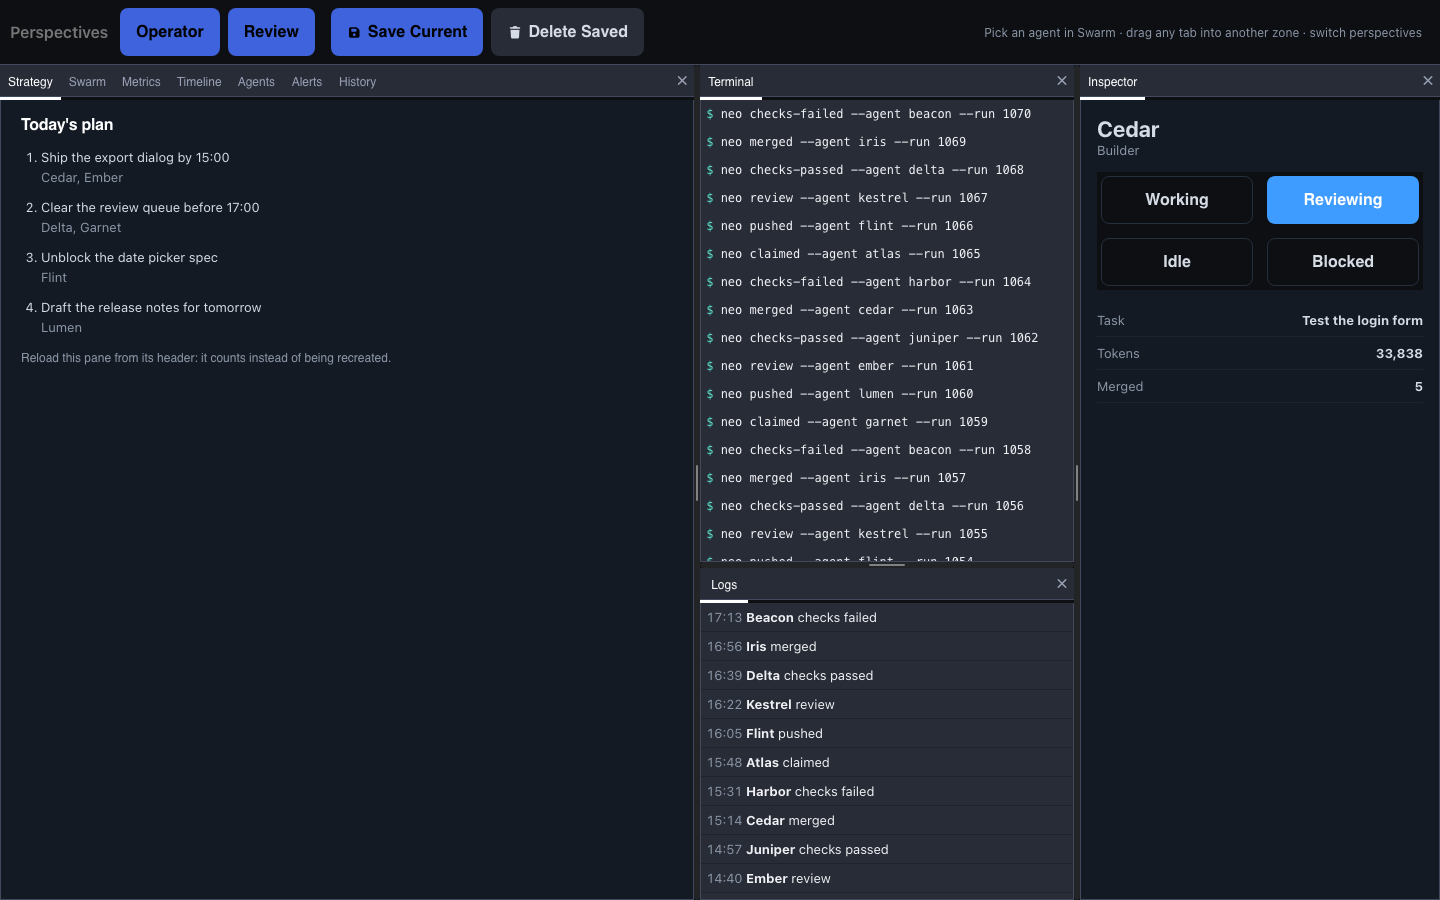 Perspectives
Operator
Review
Save Current
Delete Saved
Pick an agent in Swarm · drag any tab into another zone · switch perspectives
Strategy
Swarm
Metrics
Timeline
Agents
Alerts
History
Today's plan
1. Ship the export dialog by 15:00
Cedar, Ember
2. Clear the review queue before 17:00
Delta, Garnet
3. Unblock the date picker spec
Flint
4. Draft the release notes for tomorrow
Lumen
Reload this pane from its header: it counts instead of being recreated.
Terminal
$ neo checks-failed --agent beacon --run 1070
$ neo merged --agent iris --run 1069
$ neo checks-passed --agent delta --run 1068
$ neo review --agent kestrel --run 1067
$ neo pushed --agent flint --run 1066
$ neo claimed --agent atlas --run 1065
$ neo checks-failed --agent harbor --run 1064
$ neo merged --agent cedar --run 1063
$ neo checks-passed --agent juniper --run 1062
$ neo review --agent ember --run 1061
$ neo pushed --agent lumen --run 1060
$ neo claimed --agent garnet --run 1059
$ neo checks-failed --agent beacon --run 1058
$ neo merged --agent iris --run 1057
$ neo checks-passed --agent delta --run 1056
$ neo review --agent kestrel --run 1055
$ neo pushed --agent flint --run 1054
Logs
17:13 Beacon checks failed
16:56 Iris merged
16:39 Delta checks passed
16:22 Kestrel review
16:05 Flint pushed
15:48 Atlas claimed
15:31 Harbor checks failed
15:14 Cedar merged
14:57 Juniper checks passed
14:40 Ember review
Inspector
Cedar
Builder
Working
Reviewing
Idle
Blocked
Task Test the login form
Tokens 33,838
Merged 5